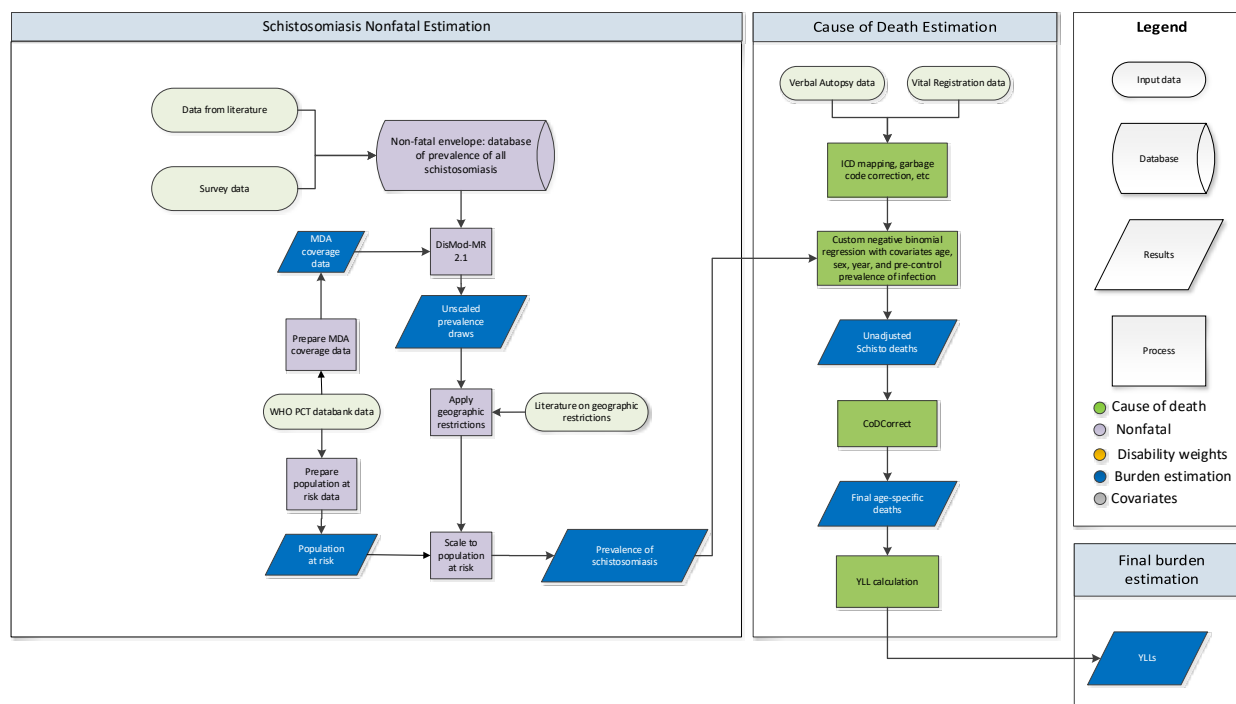 Schistosomiasis Nonfatal Estimation
Data from literature
Survey data
Non-fatal envelope: database
of prevalence of all
schistosomiasis
MDA
coverage
data
DisMod-MR
2.1
Unscaled
prevalence
draws
Prepare MDA
coverage data
WHO PCT databank data
Apply
geographic
restrictions
Literature on geographic
restrictions
Prepare
population at
risk data
Population
at risk
Scale to
population
at risk
Prevalence of
schistosomiasis
Cause of Death Estimation
Verbal Autopsy data
Vital Registration data
ICD mapping, garbage
code correction, etc
Custom negative binomial
regression with covariates age,
sex, year, and pre-control
prevalence of infection
Unadjusted
Schisto deaths
CoDCorrect
Final age-specific
deaths
YLL calculation
Legend
Input data
Database
Results
Process
Cause of death
Nonfatal
Disability weights
Burden estimation
Covariates
Final burden
estimation
YLLs